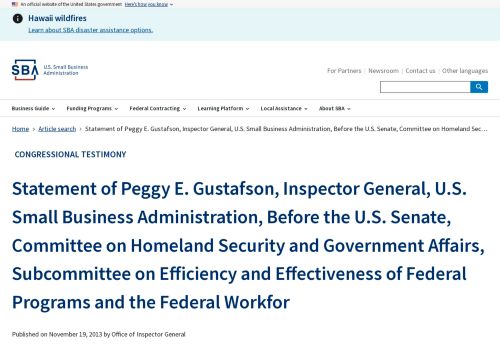 An official website of the United States government Here's how you know
Hawaii wildfires
Learn about SBA disaster assistance options.
SBA U.S. Small Business
Administration
For Partners Newsroom Contact us Other languages
Business Guide Funding Programs Federal Contracting Learning Platform Local Assistance About SBA
Home Article search Statement of Peggy E. Gustafson, Inspector General, U.S. Small Business Administration, Before the U.S. Senate, Committee on Homeland Sec...
CONGRESSIONAL TESTIMONY
Statement of Peggy E. Gustafson, Inspector General, U.S.
Small Business Administration, Before the U.S. Senate,
Committee on Homeland Security and Government Affairs,
Subcommittee on Efficiency and Effectiveness of Federal
Programs and the Federal Workfor
Published on November 19, 2013 by Office of Inspector General